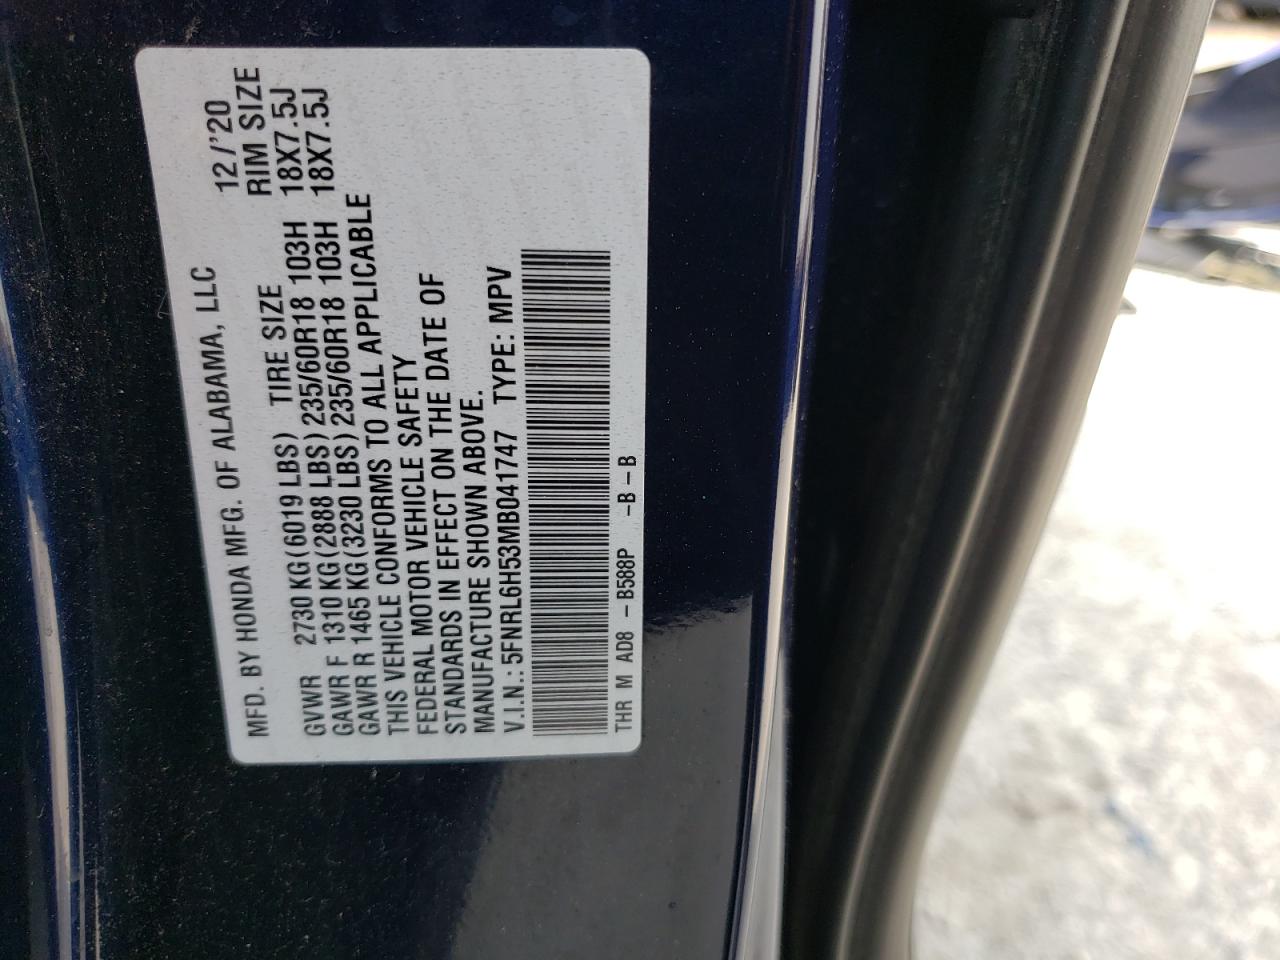 MFD. BY HONDA MFG. OF ALABAMA, LLC 12/'20
GVWR 2730 KG(6019 LBS) TIRE SIZE RIM SIZE
GAWR F 1310 KG(2888 LBS) 235/60R18 103H 18X7.5J
GAWR R 1465 KG(3230 LBS) 235/60R18 103H 18X7.5J
THIS VEHICLE CONFORMS TO ALL APPLICABLE
FEDERAL MOTOR VEHICLE SAFETY
STANDARDS IN EFFECT ON THE DATE OF
MANUFACTURE SHOWN ABOVE.
V.I.N.: 5FNRL6H53MB041747 TYPE: MPV
THR M AD8 -B588P -B-B